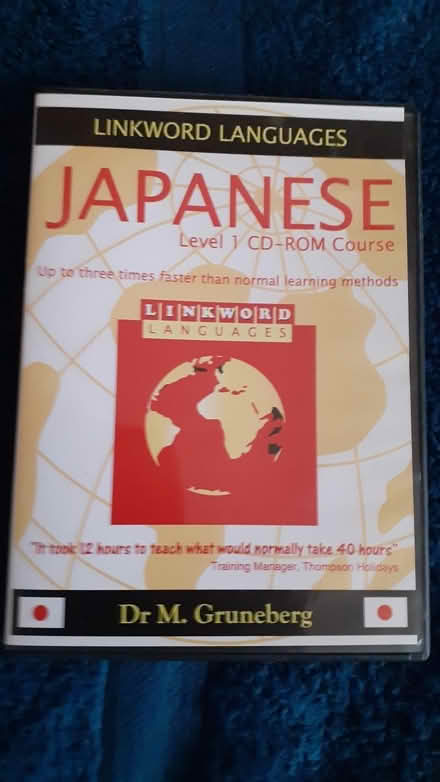 LINKWORD LANGUAGES
JAPANESE
Level 1 CD-ROM Course
Up to three times faster than normal learning methods
LINKWORD
LANGUAGES
"It took 12 hours to teach what would normally take 40 hours"
Training Manager, Thompson Holidays
Dr M. Gruneberg